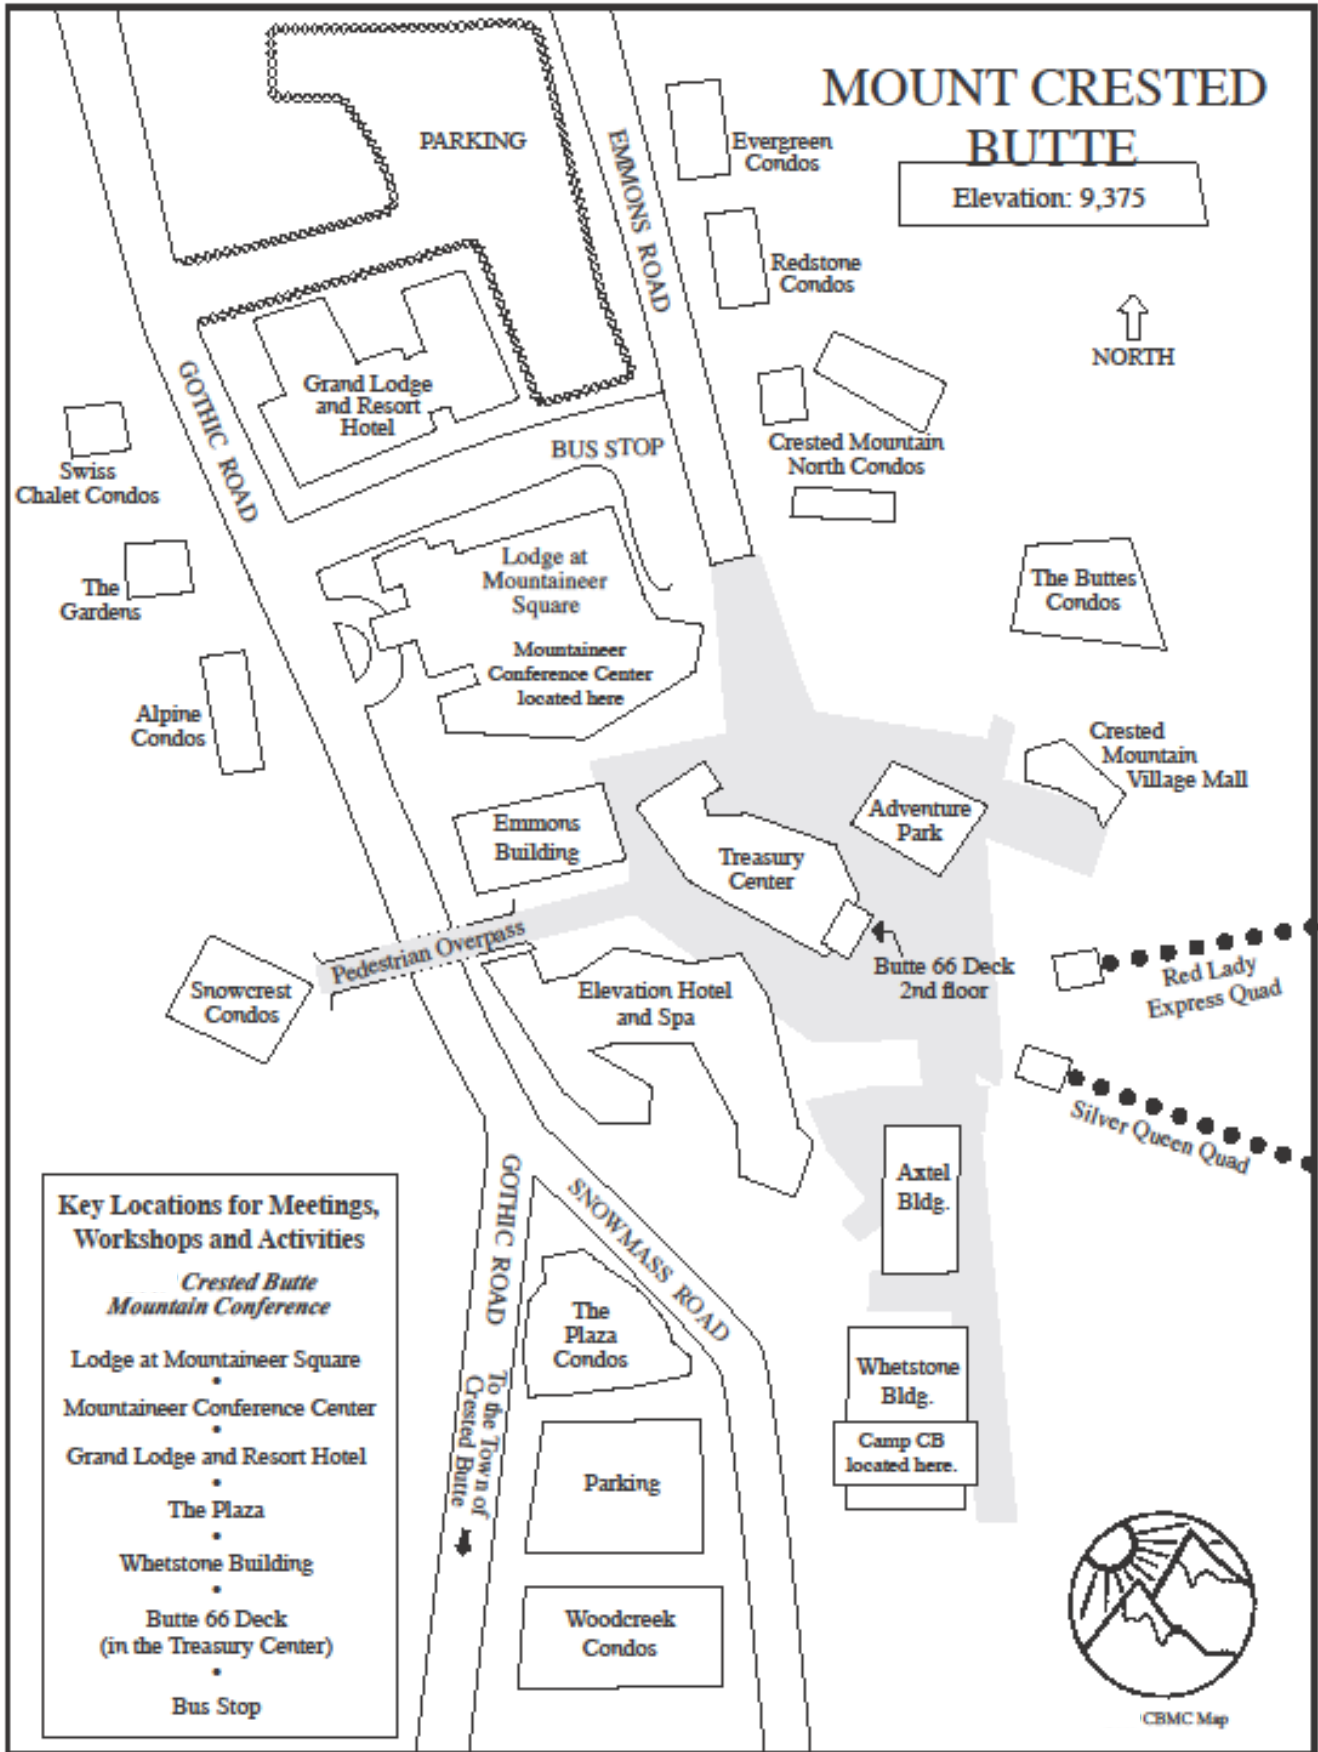 MOUNT CRESTED
BUTTE
Elevation: 9,375
NORTH
PARKING
EMMONS ROAD
Evergreen
Condos
Redstone
Condos
Grand Lodge
and Resort
Hotel
GOTHIC ROAD
BUS STOP
Crested Mountain
North Condos
Swiss
Chalet Condos
The
Gardens
Alpine
Condos
Lodge at
Mountaineer
Square
Mountaineer
Conference Center
located here
The Buttes
Condos
Crested
Mountain
Village Mall
Adventure
Park
Emmons
Building
Treasury
Center
Pedestrian Overpass
Snowcrest
Condos
Elevation Hotel
and Spa
Butte 66 Deck
2nd floor
Red Lady
Express Quad
Silver Queen Quad
Axtel
Bldg.
GOTHIC ROAD
SNOWMASS ROAD
The
Plaza
Condos
To the Town of
Crested Butte
Whetstone
Bldg.
Camp CB
located here.
Parking
Woodcreek
Condos
Key Locations for Meetings,
Workshops and Activities
Crested Butte
Mountain Conference
Lodge at Mountaineer Square
•
Mountaineer Conference Center
•
Grand Lodge and Resort Hotel
•
The Plaza
•
Whetstone Building
•
Butte 66 Deck
(in the Treasury Center)
•
Bus Stop
CBMC Map